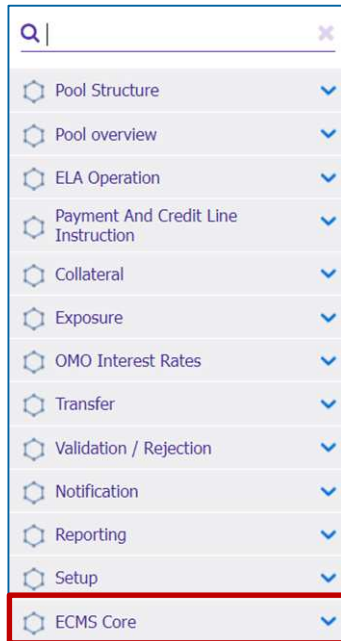 Pool Structure
Pool overview
ELA Operation
Payment And Credit Line
Instruction
Collateral
Exposure
OMO Interest Rates
Transfer
Validation / Rejection
Notification
Reporting
Setup
ECMS Core